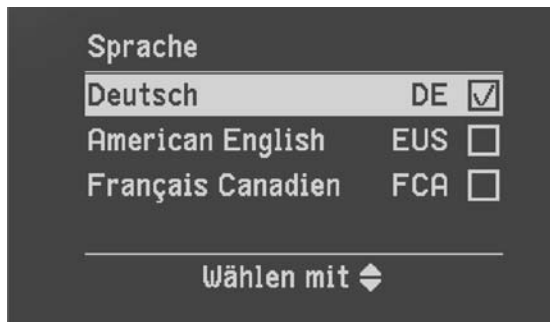 Sprache
Deutsch DE
American English EUS
Français Canadien FCA
Wählen mit